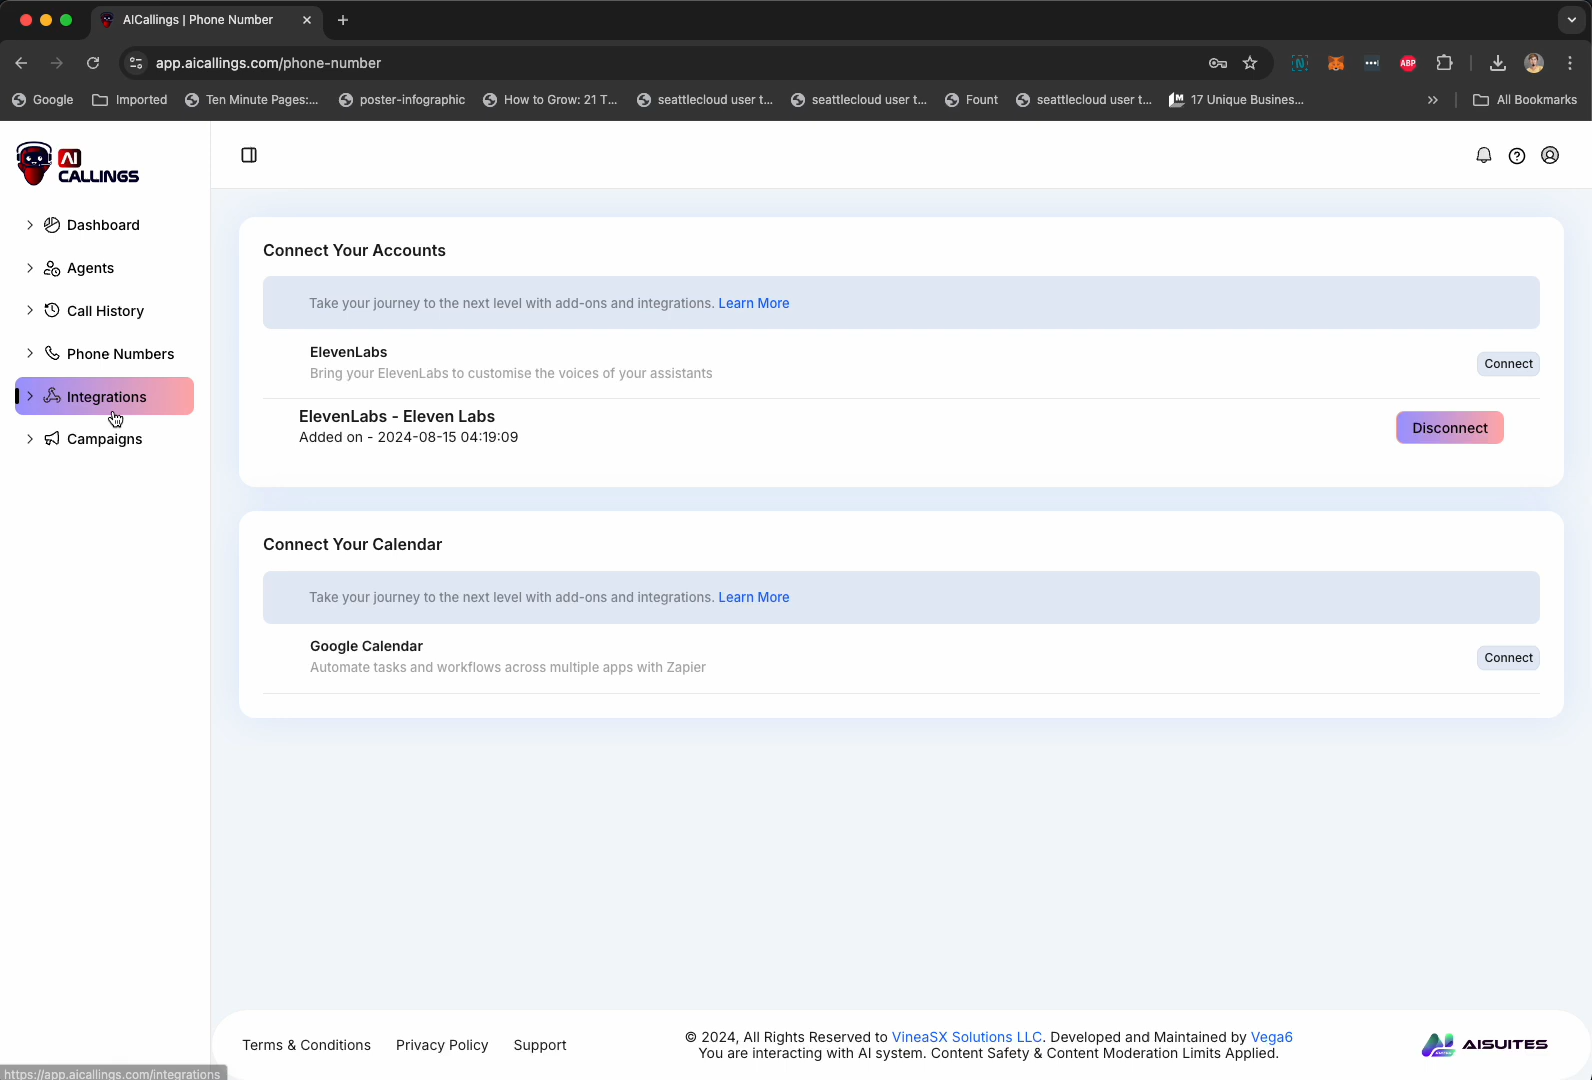 AICallings | Phone Number
app.aicallings.com/phone-number
ABP
Google
Imported
Ten Minute Pages:...
poster-infographic
How to Grow: 21 T...
seattlecloud user t...
seattlecloud user t...
Fount
seattlecloud user t...
17 Unique Busines...
All Bookmarks
AI
CALLINGS
Dashboard
Agents
Call History
Phone Numbers
Integrations
Campaigns
Connect Your Accounts
Take your journey to the next level with add-ons and integrations. Learn More
ElevenLabs
Bring your ElevenLabs to customise the voices of your assistants
Connect
ElevenLabs - Eleven Labs
Added on - 2024-08-15 04:19:09
Disconnect
Connect Your Calendar
Take your journey to the next level with add-ons and integrations. Learn More
Google Calendar
Automate tasks and workflows across multiple apps with Zapier
Connect
Terms & Conditions
Privacy Policy
Support
© 2024, All Rights Reserved to VineaSX Solutions LLC. Developed and Maintained by Vega6
You are interacting with AI system. Content Safety & Content Moderation Limits Applied.
AISUITES
https://app.aicallings.com/integrations